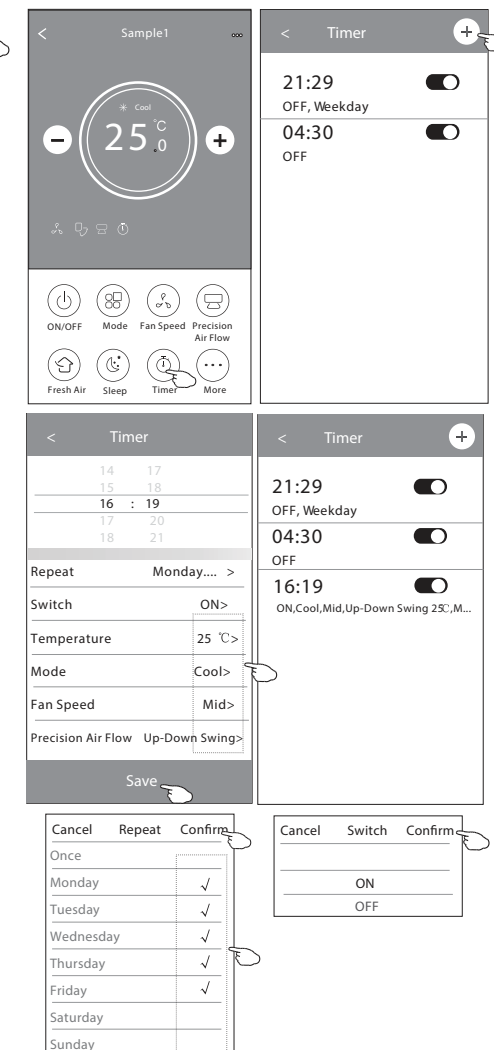 < Sample1
Cool
25.0 °C
− +
ON/OFF Mode Fan Speed Precision Air Flow
Fresh Air Sleep Timer More
< Timer +
21:29
OFF, Weekday
04:30
OFF
< Timer
14 17
15 18
16 : 19
17 20
18 21
Repeat Monday.... >
Switch ON>
Temperature 25 ℃>
Mode Cool>
Fan Speed Mid>
Precision Air Flow Up-Down Swing>
Save
< Timer +
21:29
OFF, Weekday
04:30
OFF
16:19
ON,Cool,Mid,Up-Down Swing 25℃,M...
Cancel Repeat Confirm
Once
Monday √
Tuesday √
Wednesday √
Thursday √
Friday √
Saturday
Sunday
Cancel Switch Confirm
ON
OFF